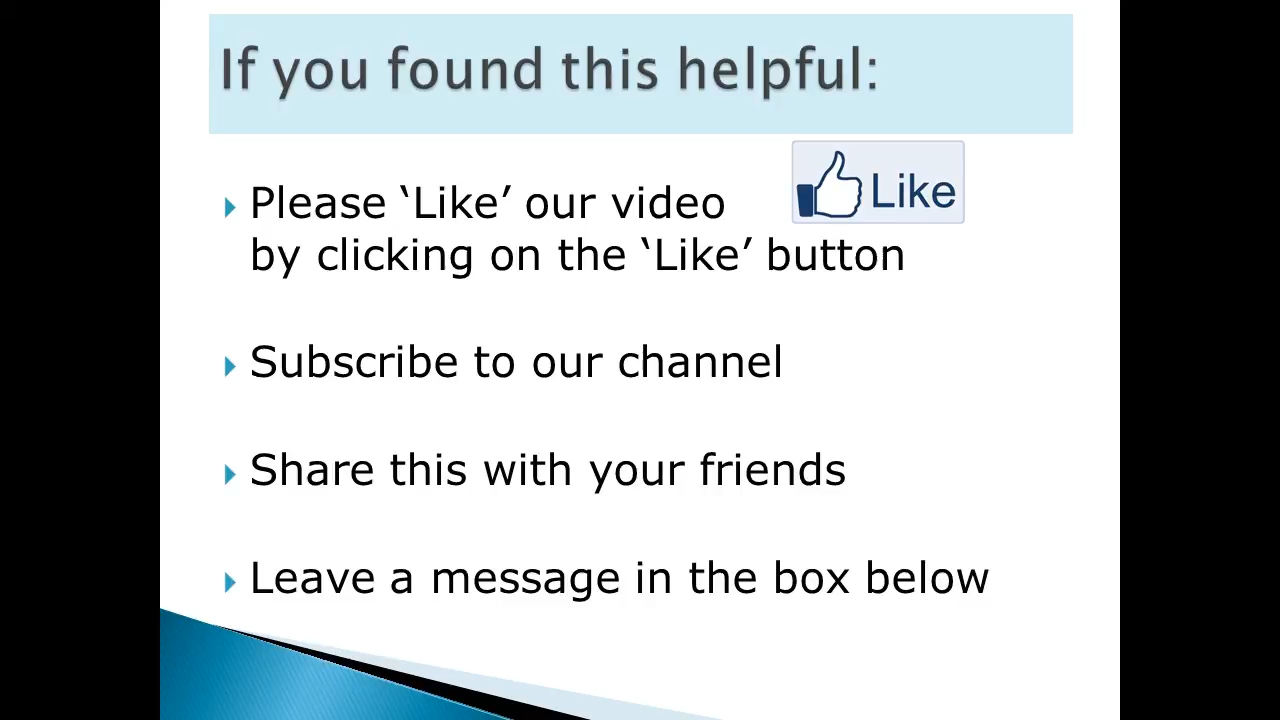 If you found this helpful:
Please ‘Like’ our video
Like
by clicking on the ‘Like’ button
Subscribe to our channel
Share this with your friends
Leave a message in the box below